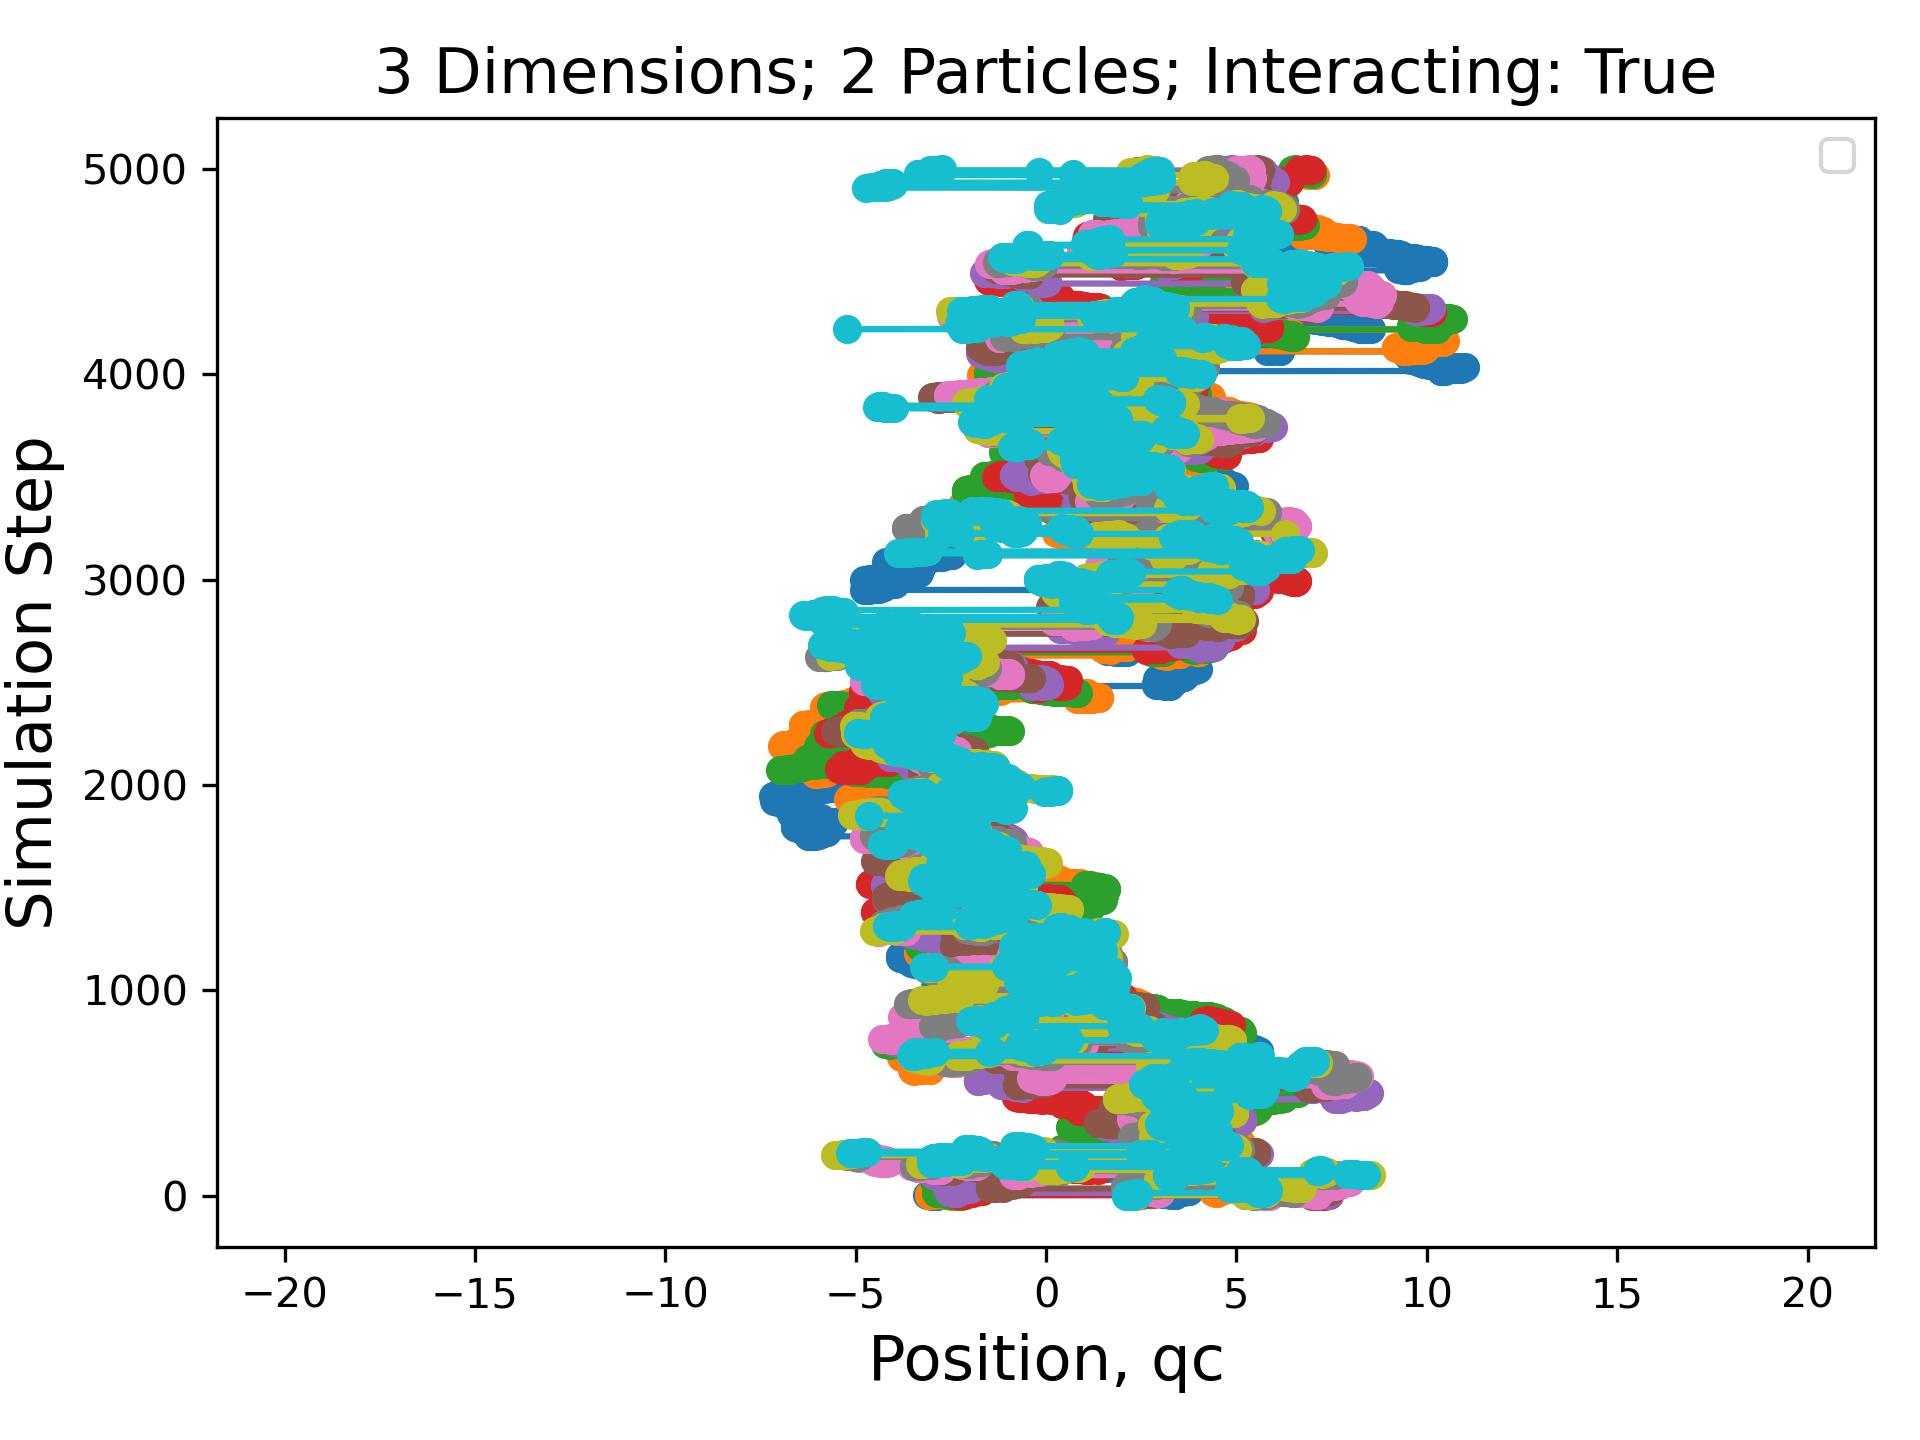 3 Dimensions; 2 Particles; Interacting: True
5000
4000
3000
2000
1000
0
Simulation Step
−20 −15 −10 −5 0 5 10 15 20
Position, qc